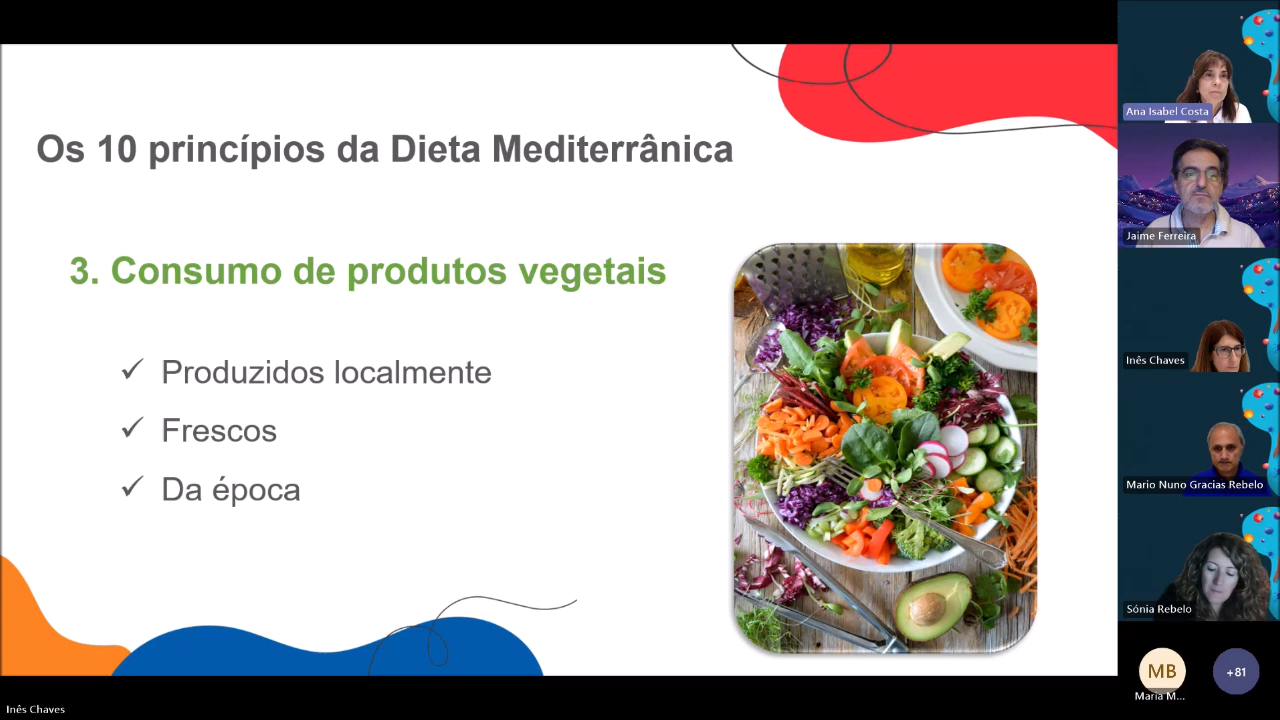 Os 10 princípios da Dieta Mediterrânica
3. Consumo de produtos vegetais
✓ Produzidos localmente
✓ Frescos
✓ Da época
Ana Isabel Costa
Jaime Ferreira
Inês Chaves
Mario Nuno Gracias Rebelo
Sónia Rebelo
MB
Maria M...
+81
Inês Chaves